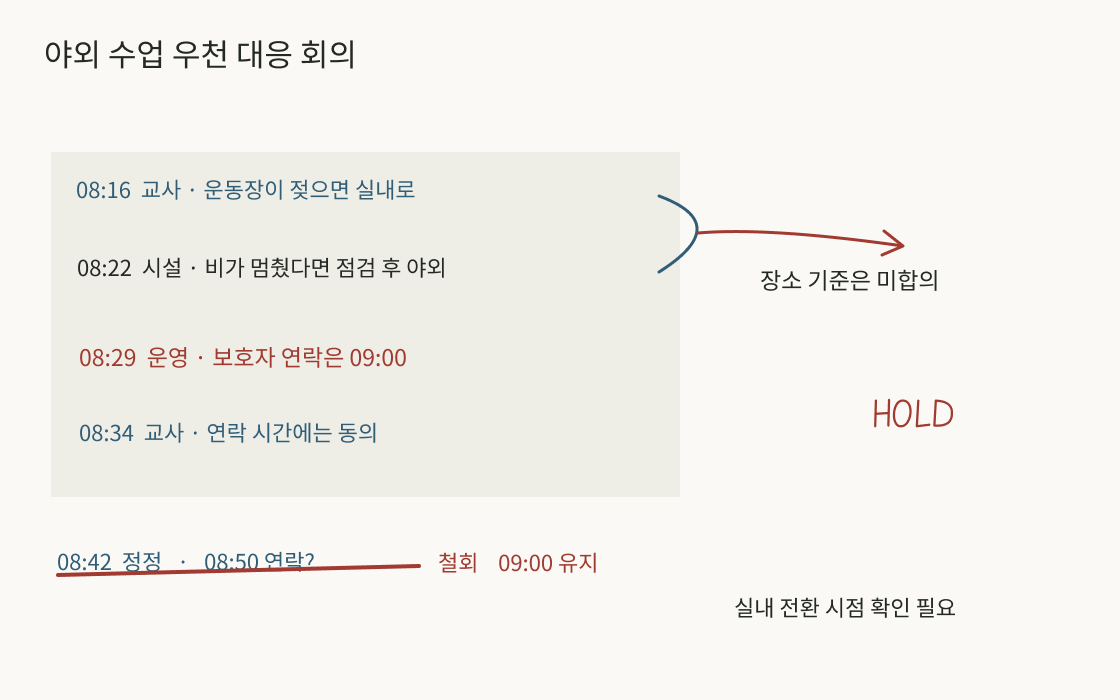 야외 수업 우천 대응 회의
08:16 교사 · 운동장이 젖으면 실내로
08:22 시설 · 비가 멈췄다면 점검 후 야외
장소 기준은 미합의
08:29 운영 · 보호자 연락은 09:00
HOLD
08:34 교사 · 연락 시간에는 동의
08:42 정정 · 08:50 연락? 철회 09:00 유지
실내 전환 시점 확인 필요